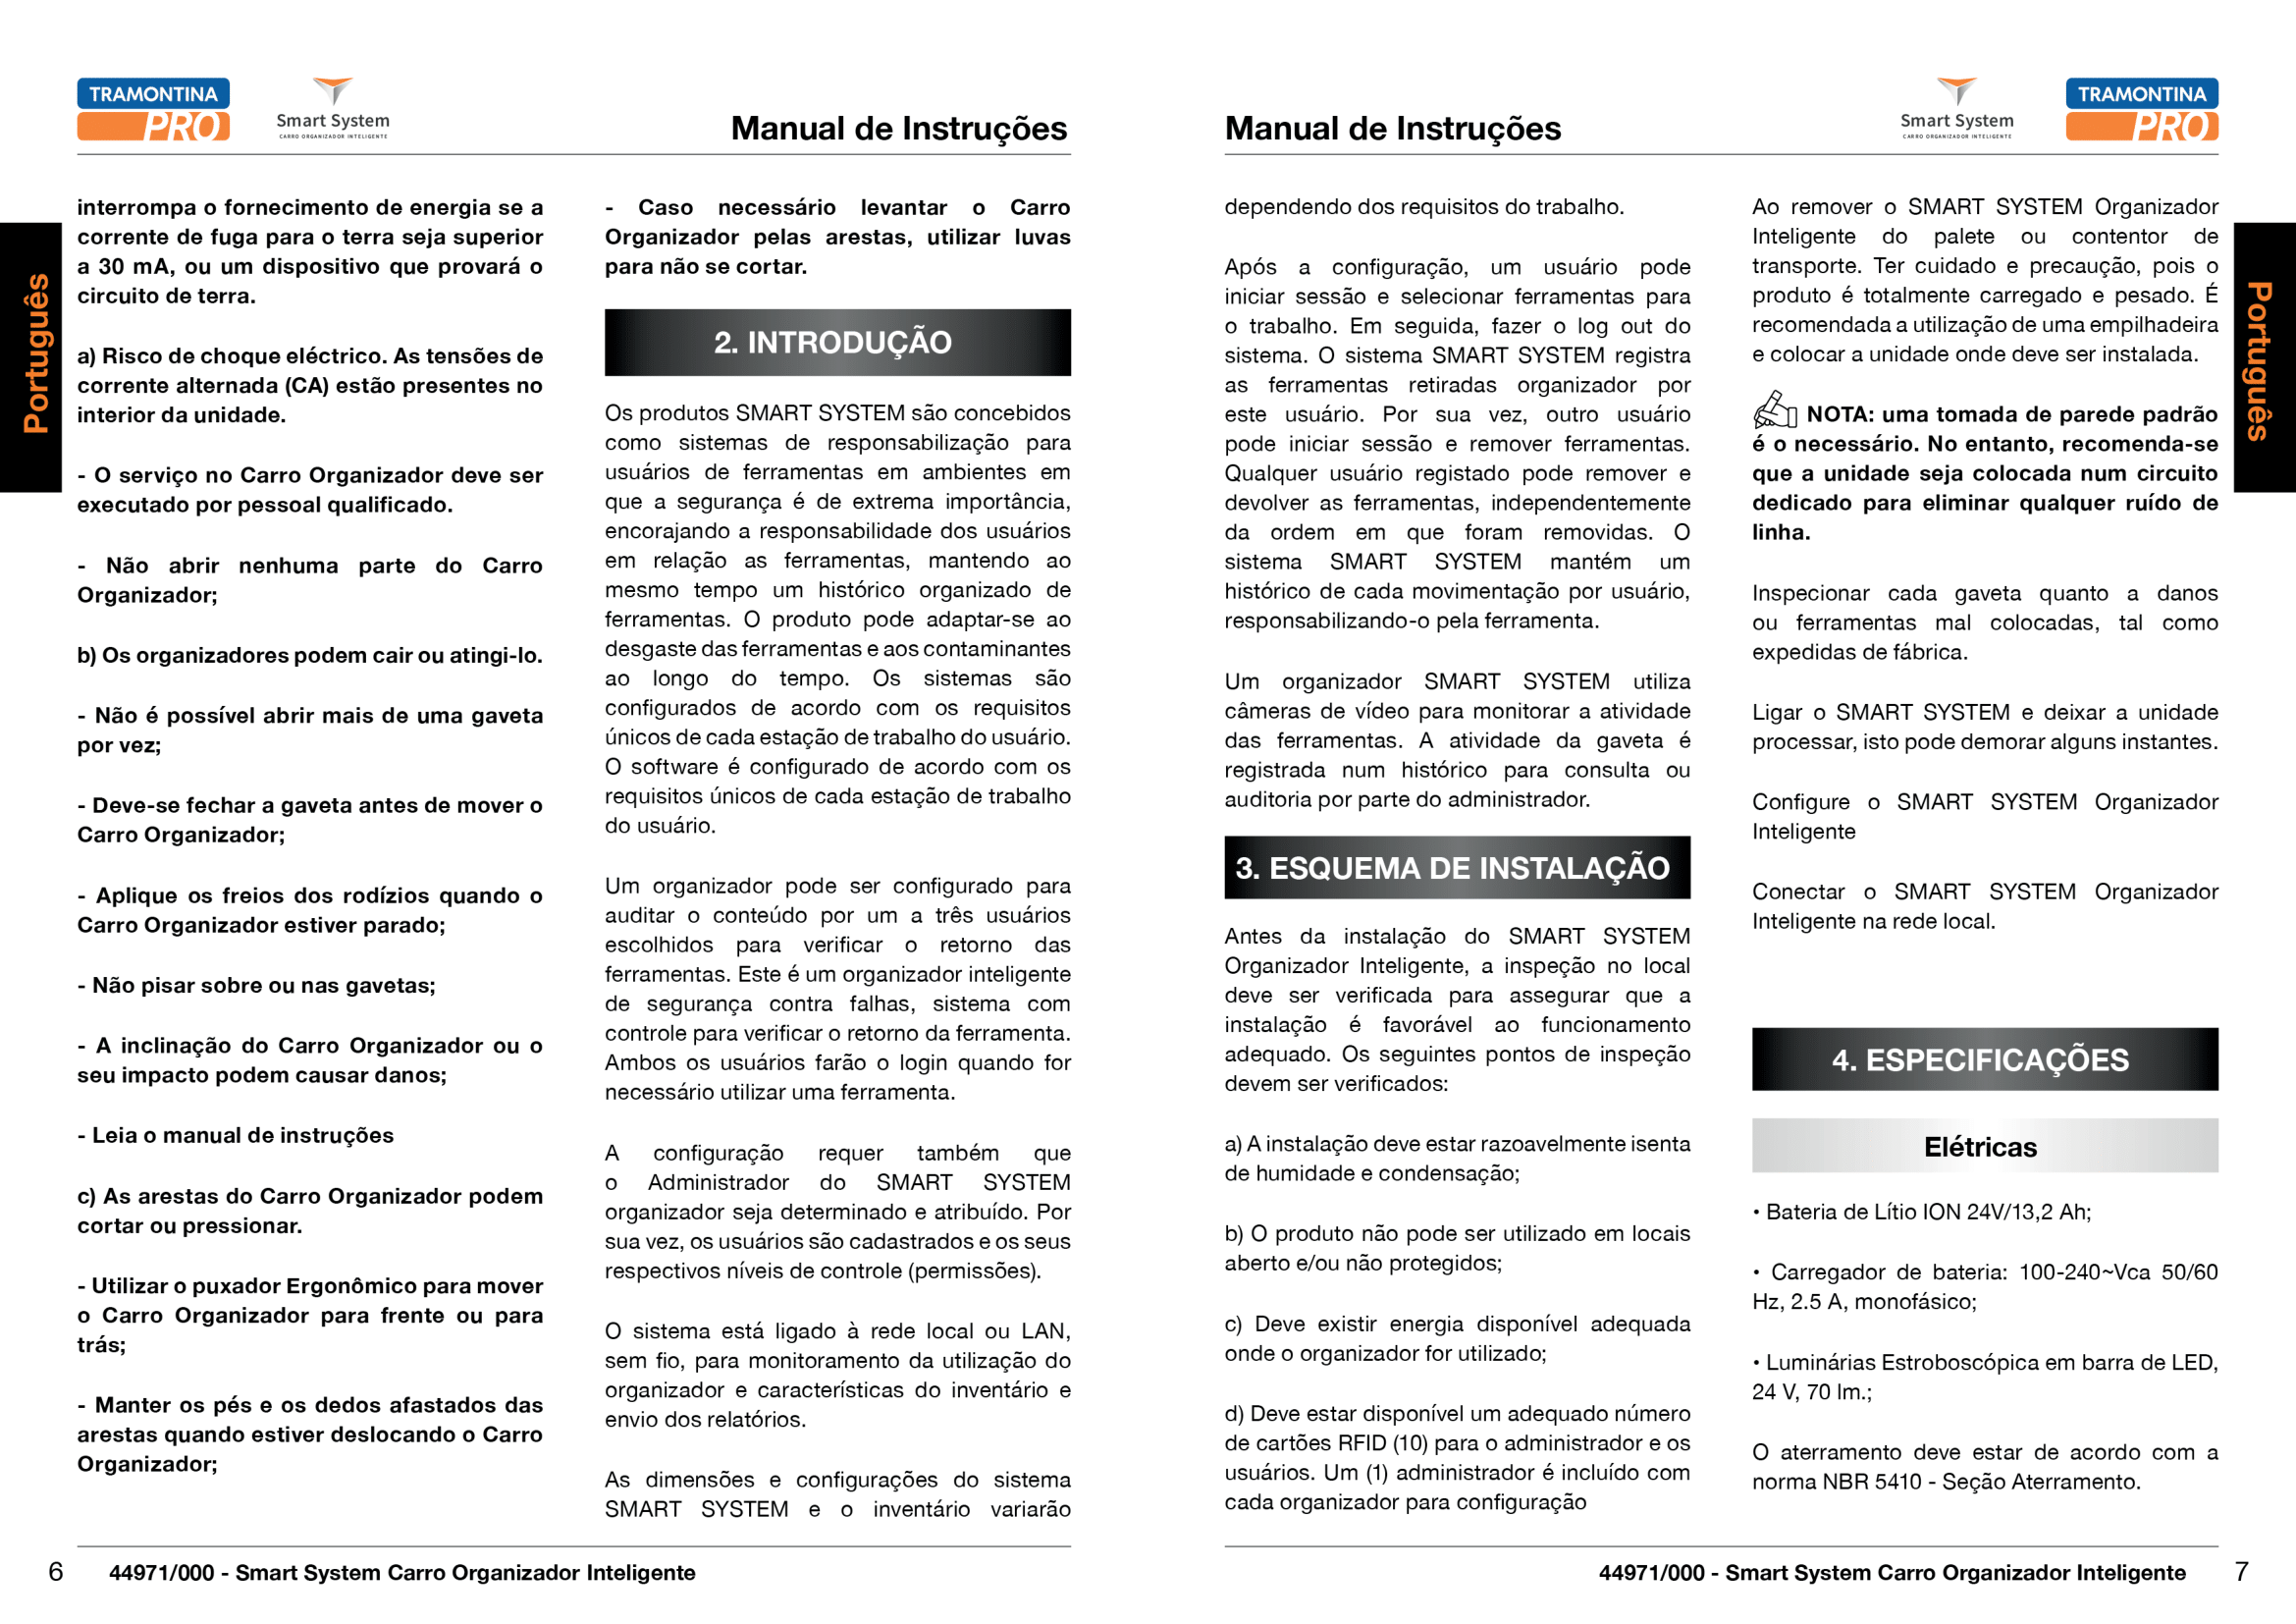 TRAMONTINA
PRO
Smart System
CARRO ORGANIZADOR INTELIGENTE
Manual de Instruções
Português
interrompa o fornecimento de energia se a
corrente de fuga para o terra seja superior
a 30 mA, ou um dispositivo que provará o
circuito de terra.
a) Risco de choque eléctrico. As tensões de
corrente alternada (CA) estão presentes no
interior da unidade.
- O serviço no Carro Organizador deve ser
executado por pessoal qualificado.
- Não abrir nenhuma parte do Carro
Organizador;
b) Os organizadores podem cair ou atingi-lo.
- Não é possível abrir mais de uma gaveta
por vez;
- Deve-se fechar a gaveta antes de mover o
Carro Organizador;
- Aplique os freios dos rodízios quando o
Carro Organizador estiver parado;
- Não pisar sobre ou nas gavetas;
- A inclinação do Carro Organizador ou o
seu impacto podem causar danos;
- Leia o manual de instruções
c) As arestas do Carro Organizador podem
cortar ou pressionar.
- Utilizar o puxador Ergonômico para mover
o Carro Organizador para frente ou para
trás;
- Manter os pés e os dedos afastados das
arestas quando estiver deslocando o Carro
Organizador;
- Caso necessário levantar o Carro
Organizador pelas arestas, utilizar luvas
para não se cortar.
2. INTRODUÇÃO
Os produtos SMART SYSTEM são concebidos
como sistemas de responsabilização para
usuários de ferramentas em ambientes em
que a segurança é de extrema importância,
encorajando a responsabilidade dos usuários
em relação as ferramentas, mantendo ao
mesmo tempo um histórico organizado de
ferramentas. O produto pode adaptar-se ao
desgaste das ferramentas e aos contaminantes
ao longo do tempo. Os sistemas são
configurados de acordo com os requisitos
únicos de cada estação de trabalho do usuário.
O software é configurado de acordo com os
requisitos únicos de cada estação de trabalho
do usuário.
Um organizador pode ser configurado para
auditar o conteúdo por um a três usuários
escolhidos para verificar o retorno das
ferramentas. Este é um organizador inteligente
de segurança contra falhas, sistema com
controle para verificar o retorno da ferramenta.
Ambos os usuários farão o login quando for
necessário utilizar uma ferramenta.
A configuração requer também que
o Administrador do SMART SYSTEM
organizador seja determinado e atribuído. Por
sua vez, os usuários são cadastrados e os seus
respectivos níveis de controle (permissões).
O sistema está ligado à rede local ou LAN,
sem fio, para monitoramento da utilização do
organizador e características do inventário e
envio dos relatórios.
As dimensões e configurações do sistema
SMART SYSTEM e o inventário variarão
6
44971/000 - Smart System Carro Organizador Inteligente
Manual de Instruções
Smart System
CARRO ORGANIZADOR INTELIGENTE
TRAMONTINA
PRO
Português
dependendo dos requisitos do trabalho.
Após a configuração, um usuário pode
iniciar sessão e selecionar ferramentas para
o trabalho. Em seguida, fazer o log out do
sistema. O sistema SMART SYSTEM registra
as ferramentas retiradas organizador por
este usuário. Por sua vez, outro usuário
pode iniciar sessão e remover ferramentas.
Qualquer usuário registado pode remover e
devolver as ferramentas, independentemente
da ordem em que foram removidas. O
sistema SMART SYSTEM mantém um
histórico de cada movimentação por usuário,
responsabilizando-o pela ferramenta.
Um organizador SMART SYSTEM utiliza
câmeras de vídeo para monitorar a atividade
das ferramentas. A atividade da gaveta é
registrada num histórico para consulta ou
auditoria por parte do administrador.
3. ESQUEMA DE INSTALAÇÃO
Antes da instalação do SMART SYSTEM
Organizador Inteligente, a inspeção no local
deve ser verificada para assegurar que a
instalação é favorável ao funcionamento
adequado. Os seguintes pontos de inspeção
devem ser verificados:
a) A instalação deve estar razoavelmente isenta
de humidade e condensação;
b) O produto não pode ser utilizado em locais
aberto e/ou não protegidos;
c) Deve existir energia disponível adequada
onde o organizador for utilizado;
d) Deve estar disponível um adequado número
de cartões RFID (10) para o administrador e os
usuários. Um (1) administrador é incluído com
cada organizador para configuração
Ao remover o SMART SYSTEM Organizador
Inteligente do palete ou contentor de
transporte. Ter cuidado e precaução, pois o
produto é totalmente carregado e pesado. É
recomendada a utilização de uma empilhadeira
e colocar a unidade onde deve ser instalada.
NOTA: uma tomada de parede padrão
é o necessário. No entanto, recomenda-se
que a unidade seja colocada num circuito
dedicado para eliminar qualquer ruído de
linha.
Inspecionar cada gaveta quanto a danos
ou ferramentas mal colocadas, tal como
expedidas de fábrica.
Ligar o SMART SYSTEM e deixar a unidade
processar, isto pode demorar alguns instantes.
Configure o SMART SYSTEM Organizador
Inteligente
Conectar o SMART SYSTEM Organizador
Inteligente na rede local.
4. ESPECIFICAÇÕES
Elétricas
• Bateria de Lítio ION 24V/13,2 Ah;
• Carregador de bateria: 100-240~Vca 50/60
Hz, 2.5 A, monofásico;
• Luminárias Estroboscópica em barra de LED,
24 V, 70 lm.;
O aterramento deve estar de acordo com a
norma NBR 5410 - Seção Aterramento.
44971/000 - Smart System Carro Organizador Inteligente
7